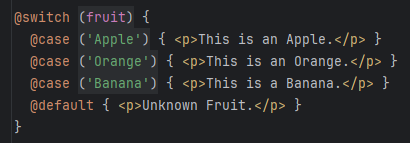 @switch (fruit) {
  @case ('Apple') { <p>This is an Apple.</p> }
  @case ('Orange') { <p>This is an Orange.</p> }
  @case ('Banana') { <p>This is a Banana.</p> }
  @default { <p>Unknown Fruit.</p> }
}